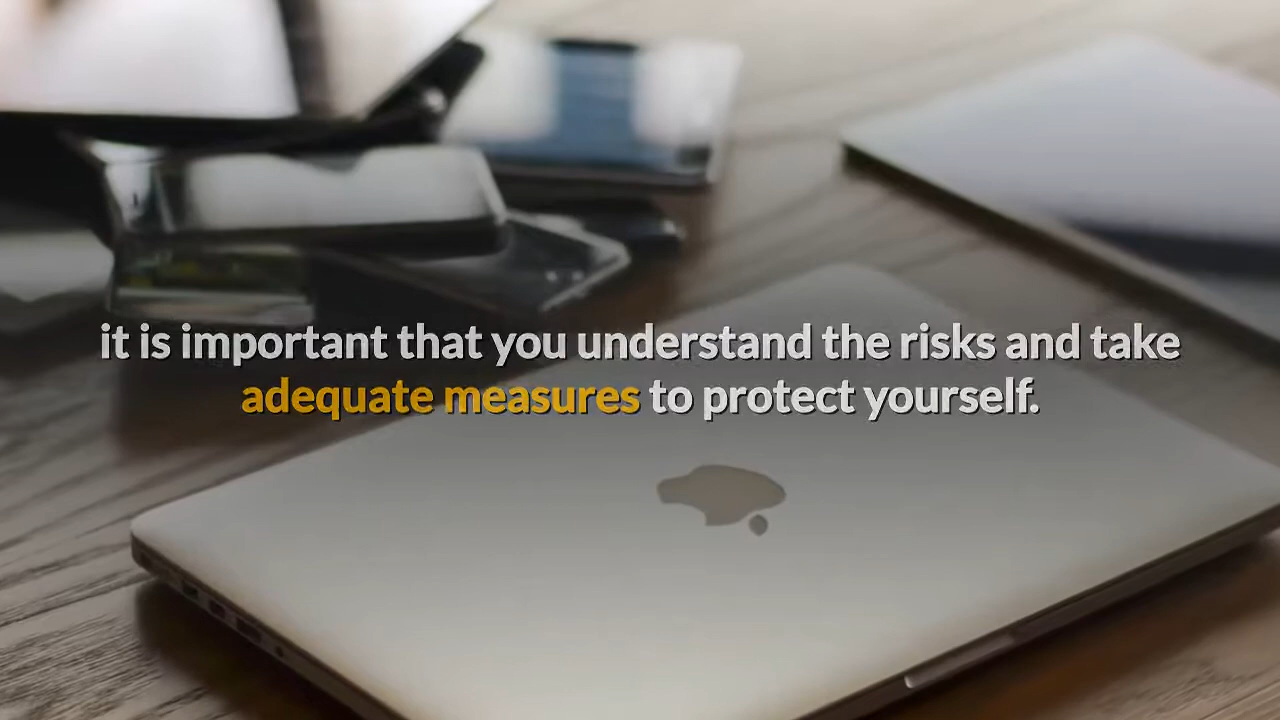 it is important that you understand the risks and take
adequate measures to protect yourself.